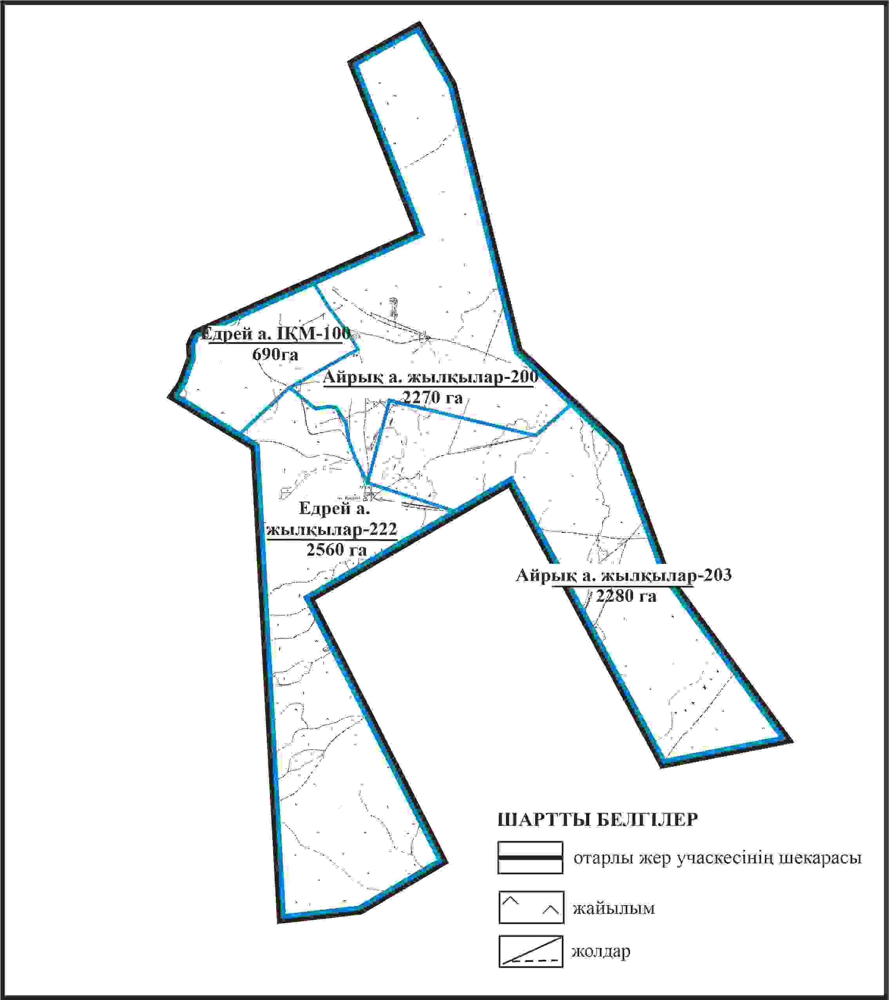 Едрей а. ІҚМ-100
690га
Айрық а. жылқылар-200
2270 га
Едрей а.
жылқылар-222
2560 га
Айрық а. жылқылар-203
2280 га
ШАРТТЫ БЕЛГІЛЕР
отарлы жер учаскесінің шекарасы
жайылым
жолдар